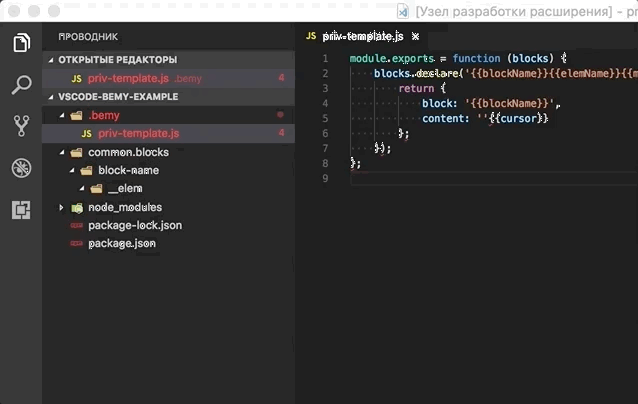 [Узел разработки расширения] - pr
ПРОВОДНИК
ОТКРЫТЫЕ РЕДАКТОРЫ
JS priv-template.js .bemy 4
VSCODE-BEMY-EXAMPLE
.bemy
JS priv-template.js 4
common.blocks
block-name
__elem
node_modules
package-lock.json
package.json
JS priv-template.js ×
1 module.exports = function (blocks) {
2 blocks.declare('{{blockName}}{{elemName}}{{m
3 return {
4 block: '{{blockName}}',
5 content: ''{{cursor}}
6 };
7 });
8 };
9